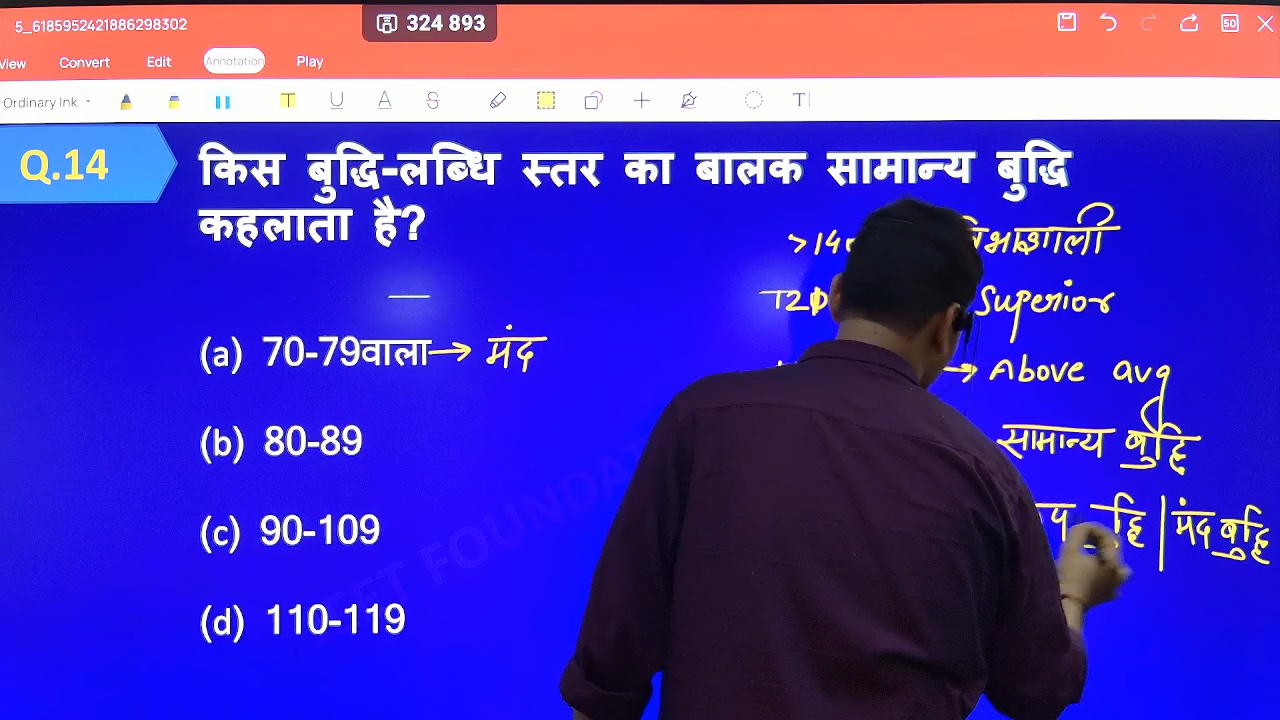 5_6185952421886298302
324 893
View Convert Edit Annotation Play
50
Ordinary Ink
Q.14
किस बुद्धि-लब्धि स्तर का बालक सामान्य बुद्धि
कहलाता है?
Superior
(a) 70-79वाला → मंद
→ Above avg
(b) 80-89
सामान्य बुद्धि
(c) 90-109
मंद बुद्धि
(d) 110-119